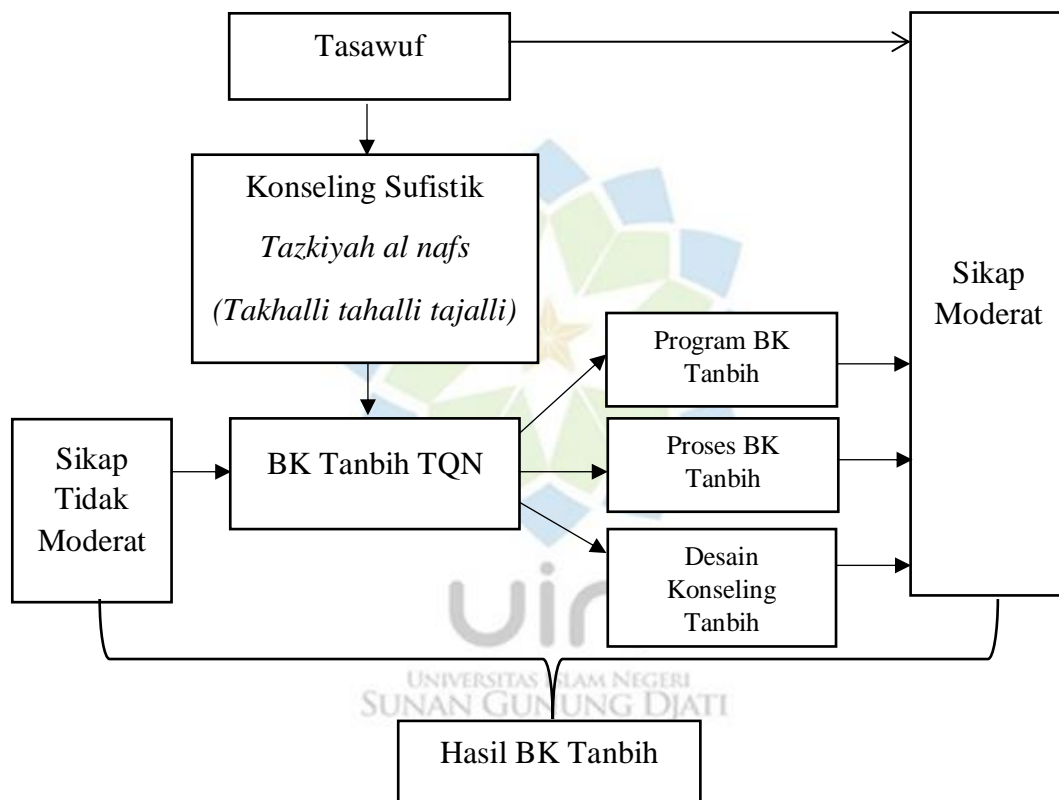 Tasawuf
Konseling Sufistik
Tazkiyah al nafs
(Takhalli tahalli tajalli)
Sikap
Moderat
Program BK
Tanbih
Sikap
Tidak
Moderat
BK Tanbih TQN
Proses BK
Tanbih
Desain
Konseling
Tanbih
uin
UNIVERSITAS ISLAM NEGERI
SUNAN GUNUNG DJATI
Hasil BK Tanbih